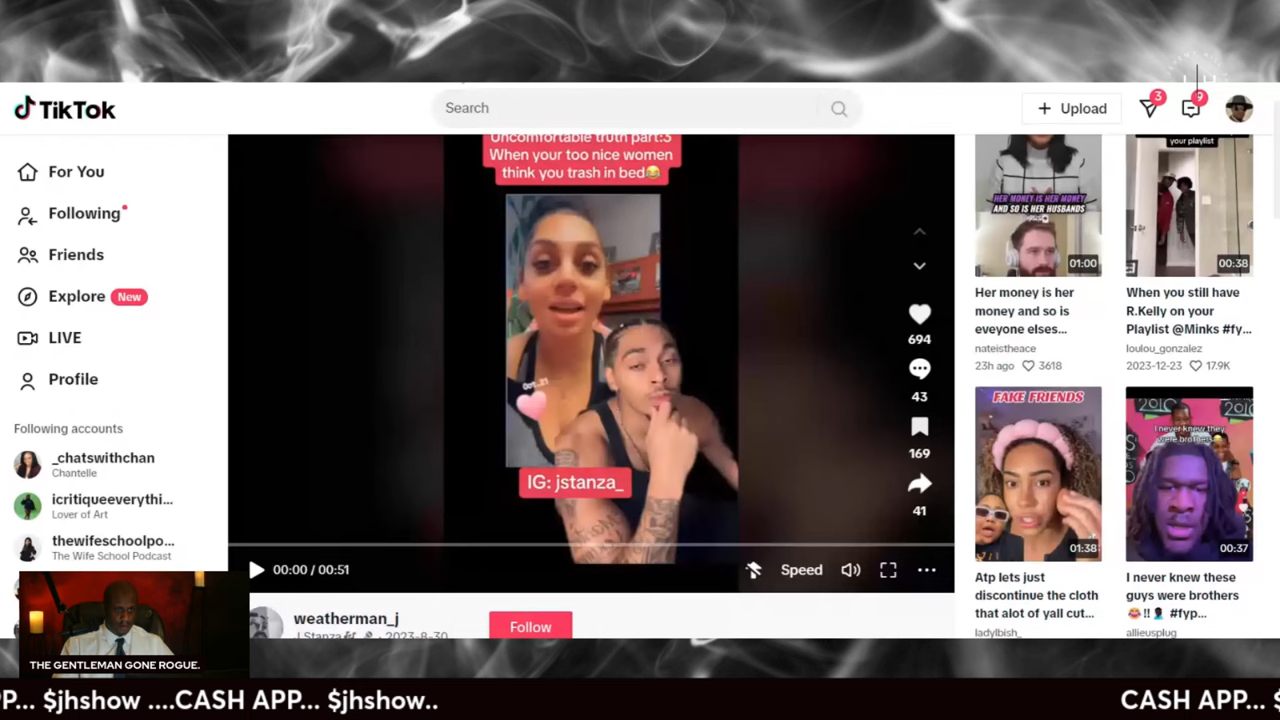 TikTok
Search
Upload
3
9
For You
Following
Friends
Explore New
LIVE
Profile
Following accounts
_chatswithchan
Chantelle
icritiqueeverythi...
Lover of Art
thewifeschoolpo...
The Wife School Podcast
Uncomfortable truth part:3
When your too nice women
think you trash in bed😂
IG: jstanza_
694
43
169
41
00:00 / 00:51
Speed
weatherman_j
J Stanza
2023-8-30
Follow
HER MONEY IS HER MONEY
AND SO IS HER HUSBANDS
01:00
Her money is her
money and so is
eveyone elses...
nateistheace
23h ago 3618
your playlist
00:38
When you still have
R.Kelly on your
Playlist @Minks #fy...
loulou_gonzalez
2023-12-23 17.9K
FAKE FRIENDS
01:38
Atp lets just
discontinue the cloth
that alot of yall cut...
ladylbish_
I never knew they
were brothers
00:37
I never knew these
guys were brothers
😂‼️🗣️ #fyp...
allieusplug
THE GENTLEMAN GONE ROGUE.
P... $jhshow ....CASH APP... $jhshow..
CASH APP... $